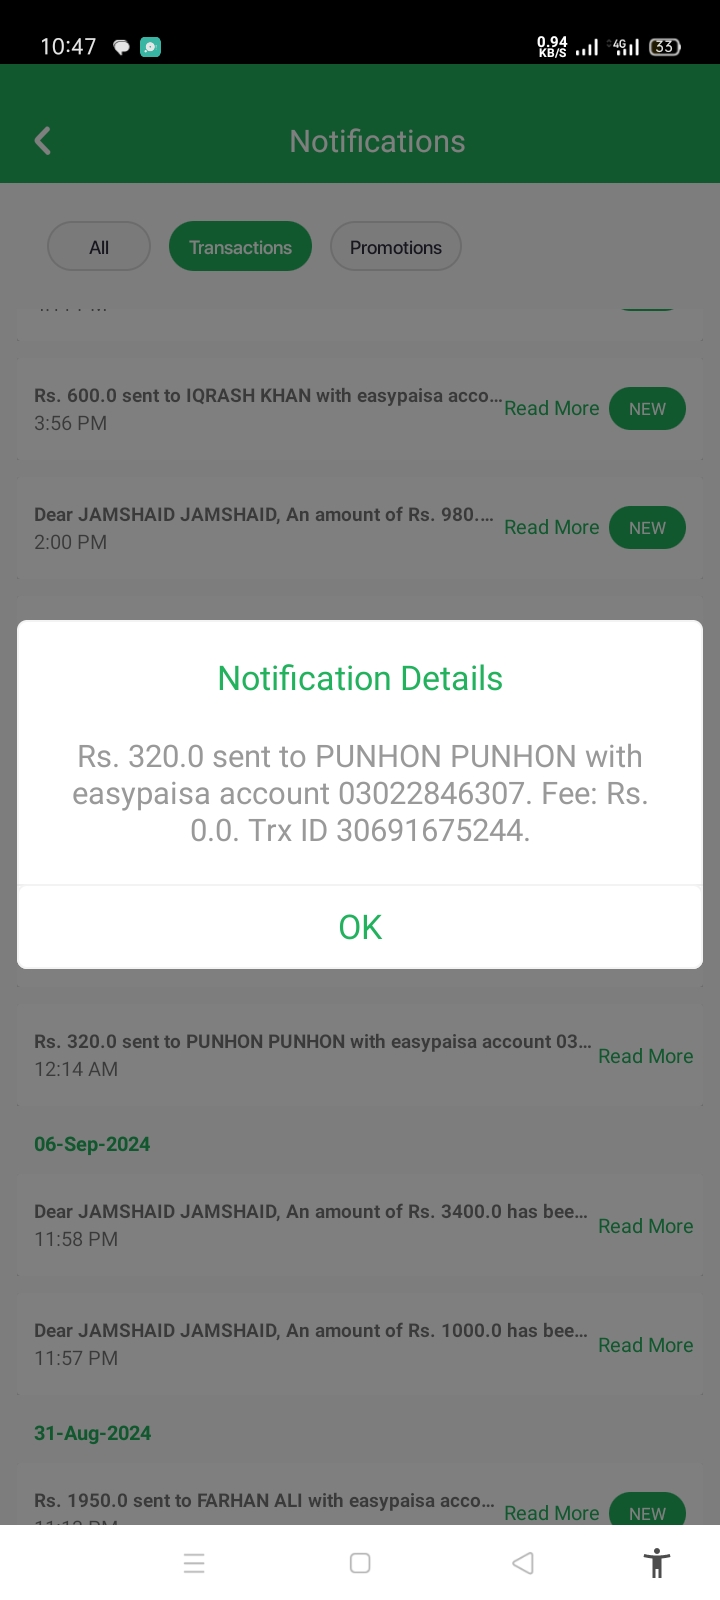 10:47
0.94
KB/S
4G
33
Notifications
All
Transactions
Promotions
Rs. 600.0 sent to IQRASH KHAN with easypaisa acco...
Read More
NEW
3:56 PM
Dear JAMSHAID JAMSHAID, An amount of Rs. 980....
Read More
NEW
2:00 PM
Notification Details
Rs. 320.0 sent to PUNHON PUNHON with
easypaisa account 03022846307. Fee: Rs.
0.0. Trx ID 30691675244.
OK
Rs. 320.0 sent to PUNHON PUNHON with easypaisa account 03...
Read More
12:14 AM
06-Sep-2024
Dear JAMSHAID JAMSHAID, An amount of Rs. 3400.0 has bee...
Read More
11:58 PM
Dear JAMSHAID JAMSHAID, An amount of Rs. 1000.0 has bee...
Read More
11:57 PM
31-Aug-2024
Rs. 1950.0 sent to FARHAN ALI with easypaisa acco...
Read More
NEW